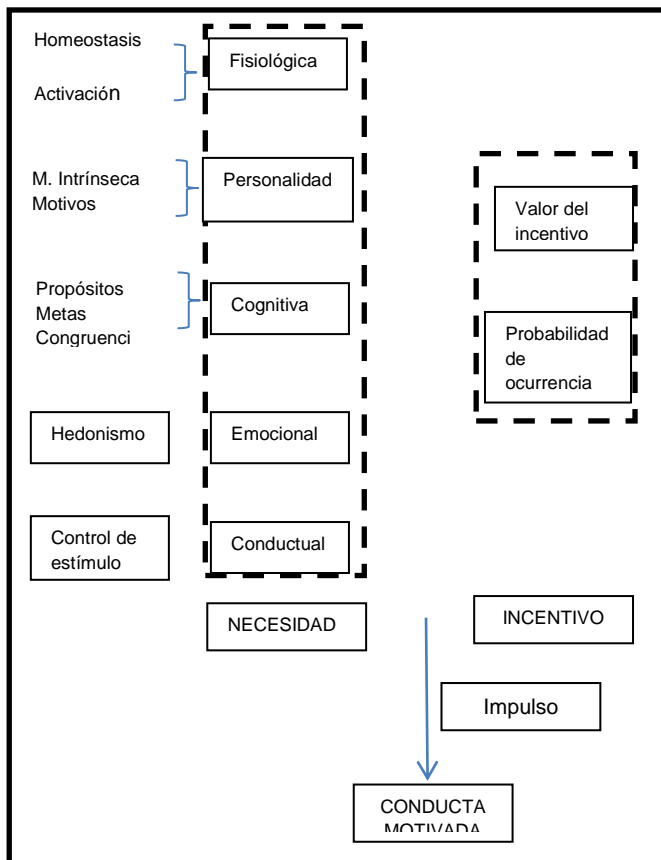 Homeostasis
Activación
Fisiológica
M. Intrínseca
Motivos
Personalidad
Propósitos
Metas
Congruenci
Cognitiva
Hedonismo
Emocional
Control de
estímulo
Conductual
NECESIDAD
Valor del
incentivo
Probabilidad
de
ocurrencia
INCENTIVO
Impulso
CONDUCTA
MOTIVADA